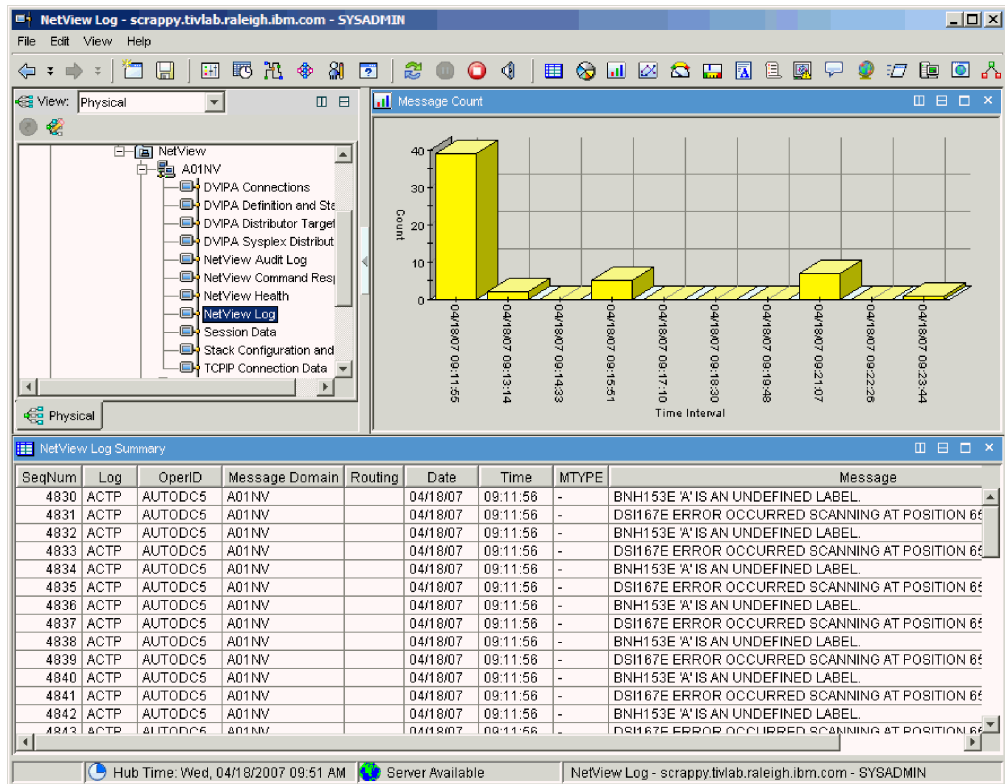 NetView Log - scrappy.tivlab.raleigh.ibm.com - SYSADMIN
File Edit View Help
View: Physical
NetView
A01NV
DVIPA Connections
DVIPA Definition and Sta
DVIPA Distributor Target
DVIPA Sysplex Distribut
NetView Audit Log
NetView Command Resp
NetView Health
NetView Log
Session Data
Stack Configuration and
TCPIP Connection Data
Physical
Message Count
Count
40
30
20
10
0
04/18/07 09:11:55
04/18/07 09:13:14
04/18/07 09:14:33
04/18/07 09:15:51
04/18/07 09:17:10
04/18/07 09:18:30
04/18/07 09:19:48
04/18/07 09:21:07
04/18/07 09:22:26
04/18/07 09:23:44
Time Interval
NetView Log Summary
SeqNum Log OperID Message Domain Routing Date Time MTYPE Message
4830 ACTP AUTODC5 A01NV 04/18/07 09:11:56 - BNH153E 'A' IS AN UNDEFINED LABEL.
4831 ACTP AUTODC5 A01NV 04/18/07 09:11:56 - DSI167E ERROR OCCURRED SCANNING AT POSITION 65
4832 ACTP AUTODC5 A01NV 04/18/07 09:11:56 - BNH153E 'A' IS AN UNDEFINED LABEL.
4833 ACTP AUTODC5 A01NV 04/18/07 09:11:56 - DSI167E ERROR OCCURRED SCANNING AT POSITION 65
4834 ACTP AUTODC5 A01NV 04/18/07 09:11:56 - BNH153E 'A' IS AN UNDEFINED LABEL.
4835 ACTP AUTODC5 A01NV 04/18/07 09:11:56 - DSI167E ERROR OCCURRED SCANNING AT POSITION 65
4836 ACTP AUTODC5 A01NV 04/18/07 09:11:56 - BNH153E 'A' IS AN UNDEFINED LABEL.
4837 ACTP AUTODC5 A01NV 04/18/07 09:11:56 - DSI167E ERROR OCCURRED SCANNING AT POSITION 65
4838 ACTP AUTODC5 A01NV 04/18/07 09:11:56 - BNH153E 'A' IS AN UNDEFINED LABEL.
4839 ACTP AUTODC5 A01NV 04/18/07 09:11:56 - DSI167E ERROR OCCURRED SCANNING AT POSITION 65
4840 ACTP AUTODC5 A01NV 04/18/07 09:11:56 - BNH153E 'A' IS AN UNDEFINED LABEL.
4841 ACTP AUTODC5 A01NV 04/18/07 09:11:56 - DSI167E ERROR OCCURRED SCANNING AT POSITION 65
4842 ACTP AUTODC5 A01NV 04/18/07 09:11:56 - BNH153E 'A' IS AN UNDEFINED LABEL.
4843 ACTP AUTODC5 A01NV 04/18/07 09:11:56 - DSI167E ERROR OCCURRED SCANNING AT POSITION 65
Hub Time: Wed, 04/18/2007 09:51 AM Server Available NetView Log - scrappy.tivlab.raleigh.ibm.com - SYSADMIN